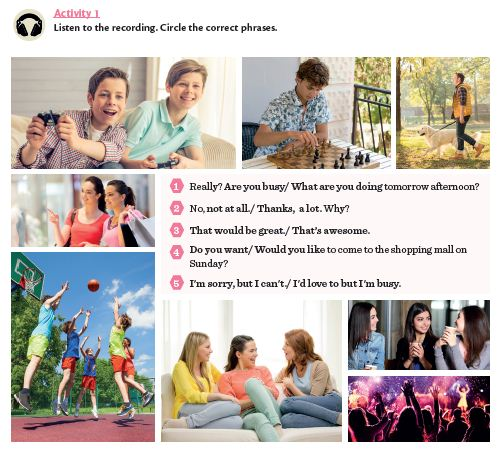 Activity 1
Listen to the recording. Circle the correct phrases.
1 Really? Are you busy/ What are you doing tomorrow afternoon?
2 No, not at all./ Thanks, a lot. Why?
3 That would be great./ That's awesome.
4 Do you want/ Would you like to come to the shopping mall on
Sunday?
5 I'm sorry, but I can't./ I'd love to but I'm busy.